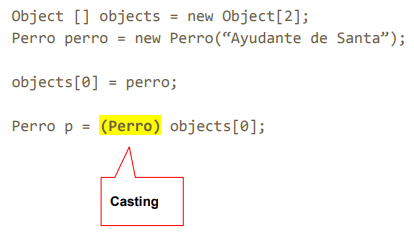 Object [] objects = new Object[2];
Perro perro = new Perro(“Ayudante de Santa”);
objects[0] = perro;
Perro p = (Perro) objects[0];
Casting